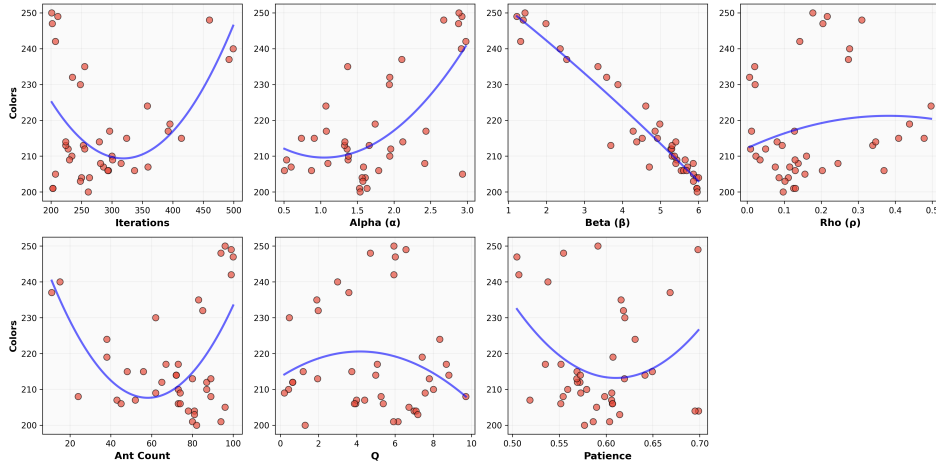 250
240
230
220
210
200
Colors
200 250 300 350 400 450 500
Iterations
0.5 1.0 1.5 2.0 2.5 3.0
Alpha (α)
1 2 3 4 5 6
Beta (β)
0.0 0.1 0.2 0.3 0.4 0.5
Rho (ρ)
250
240
230
220
210
200
Colors
20 40 60 80 100
Ant Count
0 2 4 6 8 10
Q
0.50 0.55 0.60 0.65 0.70
Patience